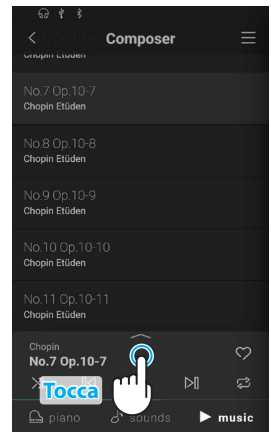 Composer
Chopin Etüden
No.7 Op.10-7
Chopin Etüden
No.8 Op.10-8
Chopin Etüden
No.9 Op.10-9
Chopin Etüden
No.10 Op.10-10
Chopin Etüden
No.11 Op.10-11
Chopin Etüden
Chopin
No.7 Op.10-7
Tocca
piano
sounds
music